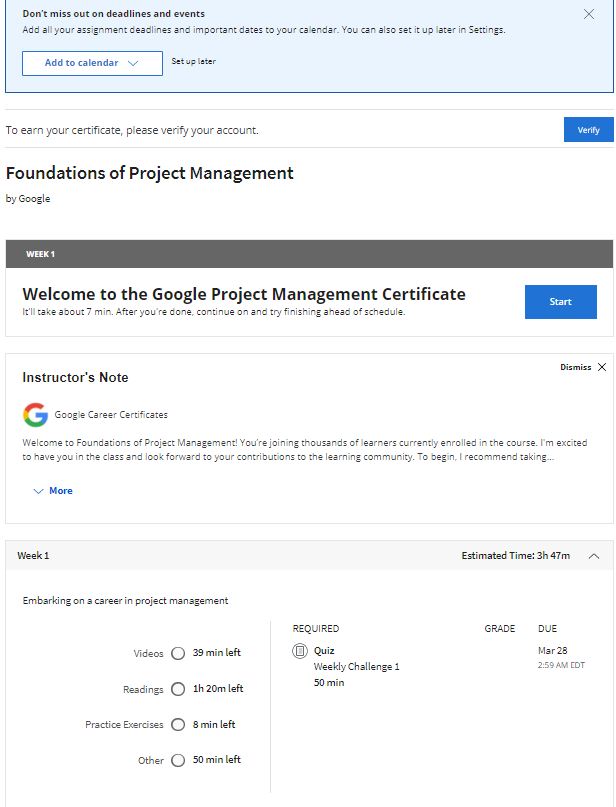 Don't miss out on deadlines and events
Add all your assignment deadlines and important dates to your calendar. You can also set it up later in Settings.
Add to calendar
Set up later
To earn your certificate, please verify your account.
Verify
Foundations of Project Management
by Google
WEEK 1
Welcome to the Google Project Management Certificate
It'll take about 7 min. After you're done, continue on and try finishing ahead of schedule.
Start
Instructor's Note
Dismiss
Google Career Certificates
Welcome to Foundations of Project Management! You're joining thousands of learners currently enrolled in the course. I'm excited
to have you in the class and look forward to your contributions to the learning community. To begin, I recommend taking...
More
Week 1
Estimated Time: 3h 47m
Embarking on a career in project management
Videos 39 min left
Readings 1h 20m left
Practice Exercises 8 min left
Other 50 min left
REQUIRED GRADE DUE
Quiz Mar 28
Weekly Challenge 1 2:59 AM EDT
50 min